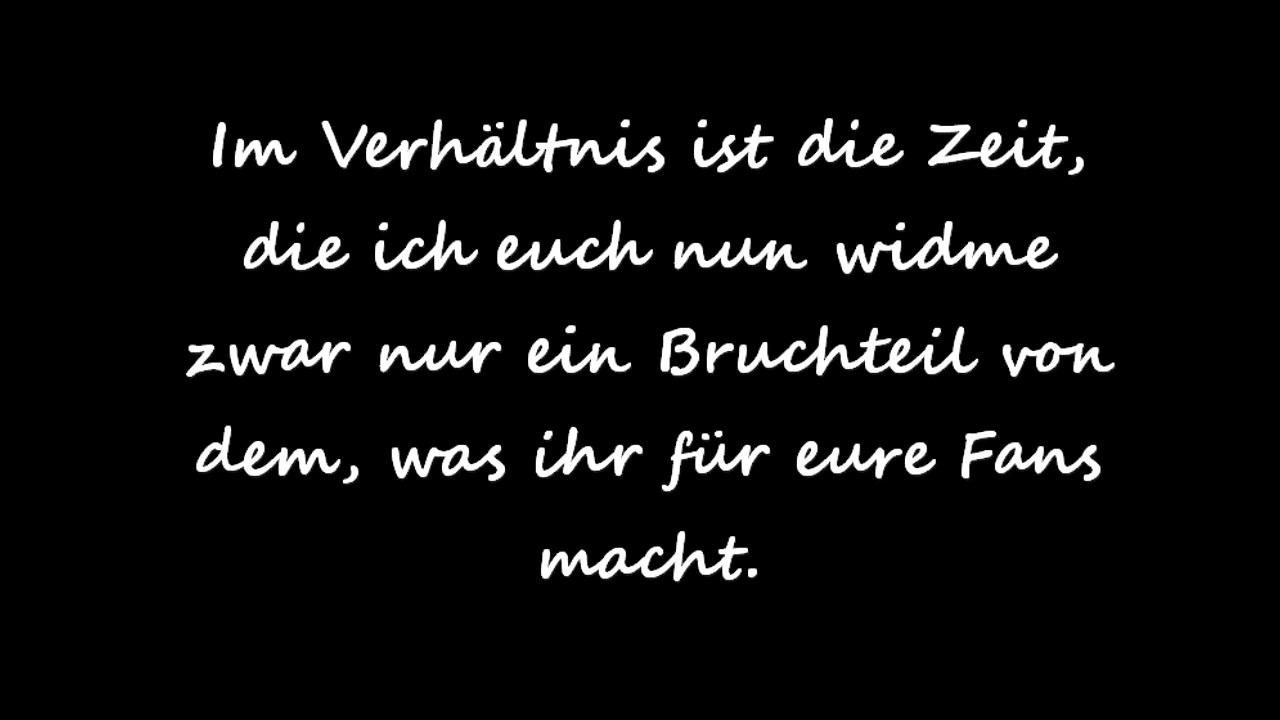 Im Verhältnis ist die Zeit,
die ich euch nun widme
zwar nur ein Bruchteil von
dem, was ihr für eure Fans
macht.